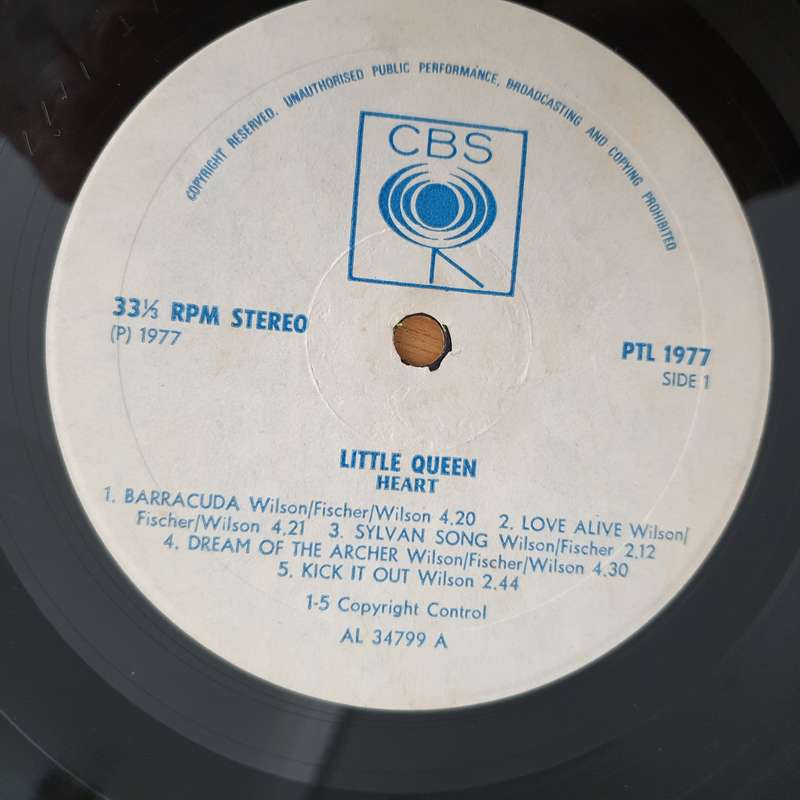 COPYRIGHT RESERVED. UNAUTHORISED PUBLIC PERFORMANCE, BROADCASTING AND COPYING PROHIBITED
CBS
33⅓ RPM STEREO
(P) 1977
PTL 1977
SIDE 1
LITTLE QUEEN
HEART
1. BARRACUDA Wilson/Fischer/Wilson 4.20 2. LOVE ALIVE Wilson/
Fischer/Wilson 4.21 3. SYLVAN SONG Wilson/Fischer 2.12
4. DREAM OF THE ARCHER Wilson/Fischer/Wilson 4.30
5. KICK IT OUT Wilson 2.44
1-5 Copyright Control
AL 34799 A